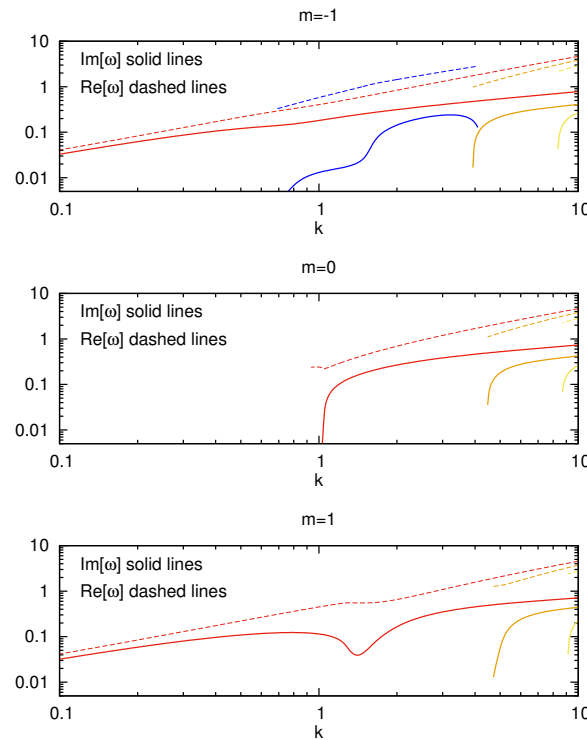 m=-1
10
Im[ω] solid lines
1
Re[ω] dashed lines
0.1
0.01
0.1 1 10
k
m=0
10
Im[ω] solid lines
1
Re[ω] dashed lines
0.1
0.01
0.1 1 10
k
m=1
10
Im[ω] solid lines
1
Re[ω] dashed lines
0.1
0.01
0.1 1 10
k